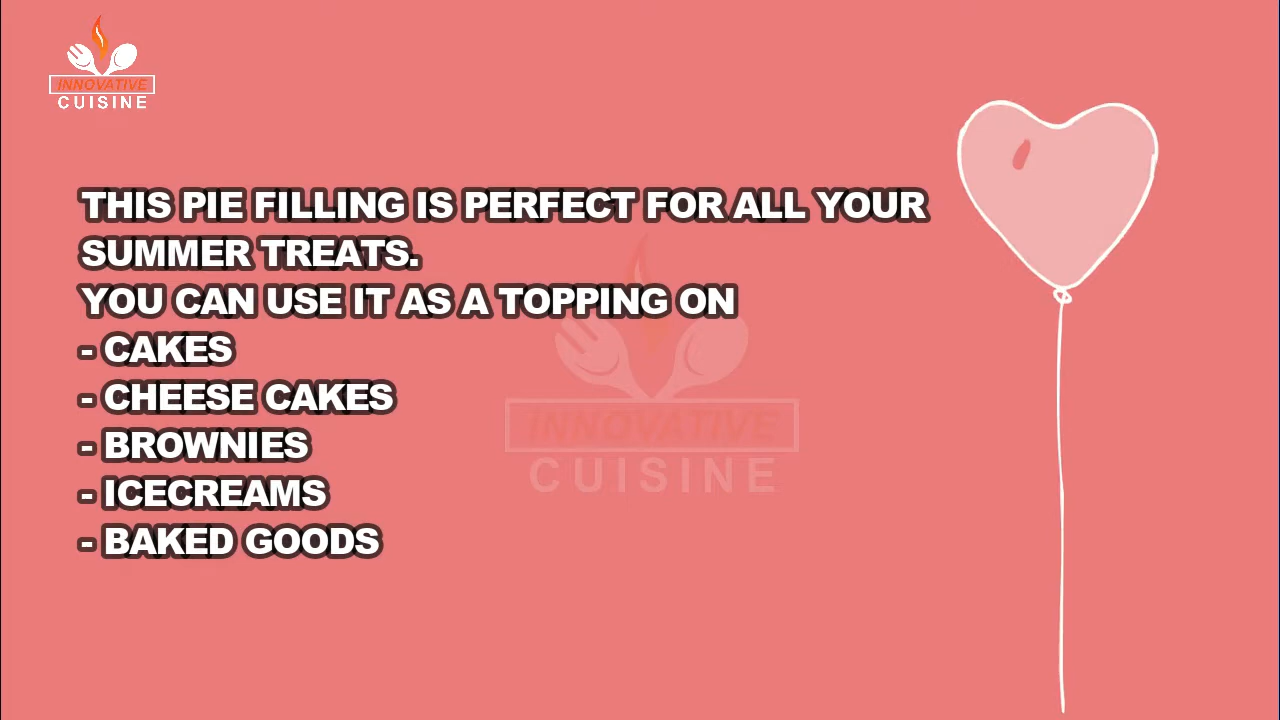 INNOVATIVE
CUISINE
THIS PIE FILLING IS PERFECT FOR ALL YOUR
SUMMER TREATS.
YOU CAN USE IT AS A TOPPING ON
- CAKES
- CHEESE CAKES
- BROWNIES
- ICECREAMS
- BAKED GOODS
INNOVATIVE
CUISINE